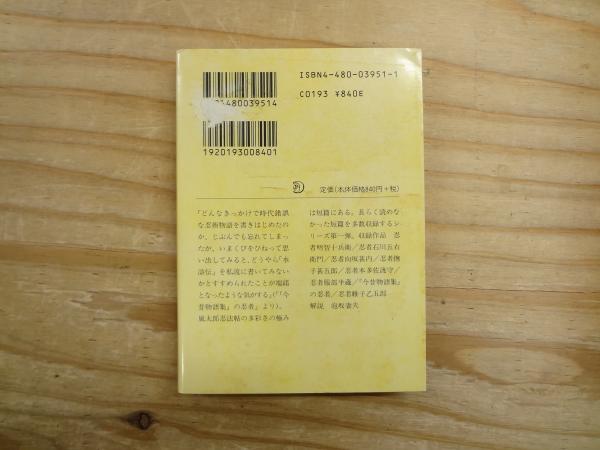 ISBN4-480-03951-1
C0193 ¥840E
480039514
1920193008401
定価(本体価格840円+税)
「どんなきっかけで時代錯誤
な忍術物語を書きはじめたの
か、じぶんでも忘れてしまっ
たが、いまくびをひねって思
い出してみると、どうやら『水
滸伝』を私流に書いてみない
かとすすめられたことが端緒
となったような気がする」(「『今
昔物語集』の忍者」より)。
風太郎忍法帖の多彩さの極み
は短篇にある。長らく読めな
かった短篇を多数収録するシ
リーズ第一弾。収録作品 忍
者明智十兵衛/忍者石川五右
衛門/忍者向坂甚内/忍者撫
子甚五郎/忍者本多佐渡守/
忍者服部半蔵/『今昔物語集』
の忍者/忍者枝子乙五郎
解説